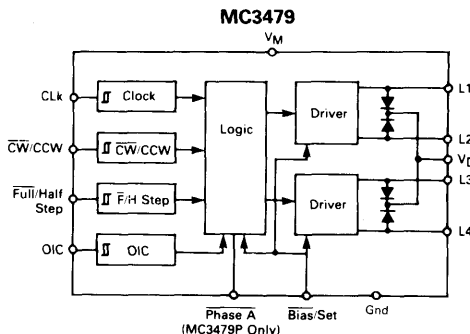 MC3479
VM
CLk
Clock
CW/CCW
CW/CCW
Full/Half
Step
F/H Step
OIC
OIC
Logic
Driver
Driver
L1
L2
VD
L3
L4
Phase A
(MC3479P Only)
Bias/Set
Gnd